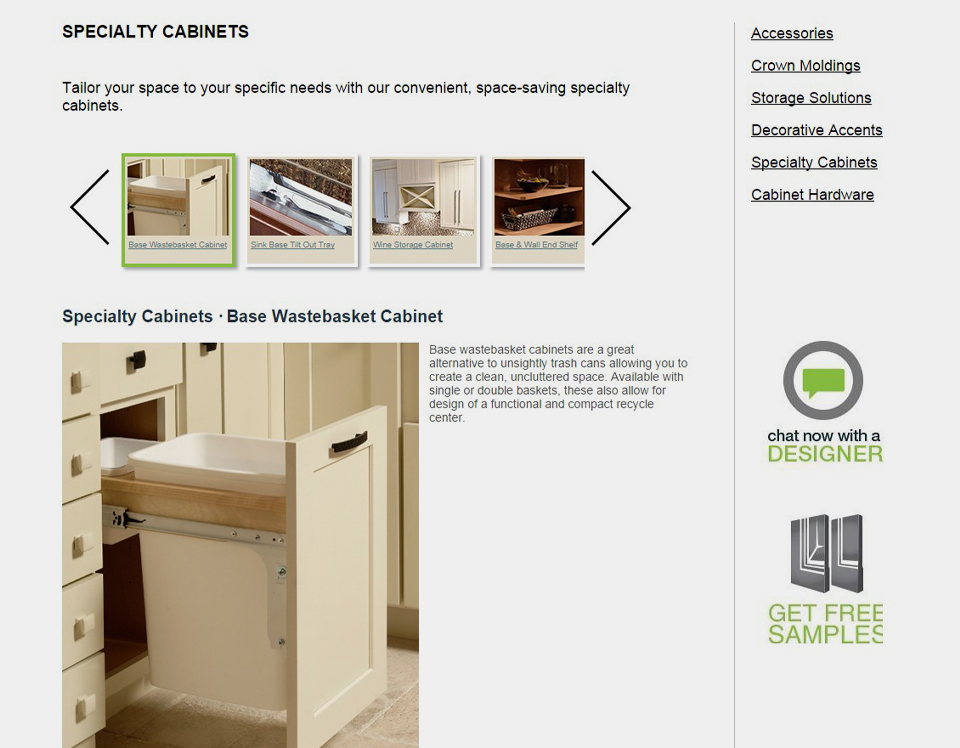 SPECIALTY CABINETS
Tailor your space to your specific needs with our convenient, space-saving specialty
cabinets.
Base Wastebasket Cabinet
Sink Base Tilt Out Tray
Wine Storage Cabinet
Base & Wall End Shelf
Specialty Cabinets · Base Wastebasket Cabinet
Base wastebasket cabinets are a great
alternative to unsightly trash cans allowing you to
create a clean, uncluttered space. Available with
single or double baskets, these also allow for
design of a functional and compact recycle
center.
Accessories
Crown Moldings
Storage Solutions
Decorative Accents
Specialty Cabinets
Cabinet Hardware
chat now with a
DESIGNER
GET FREE
SAMPLES